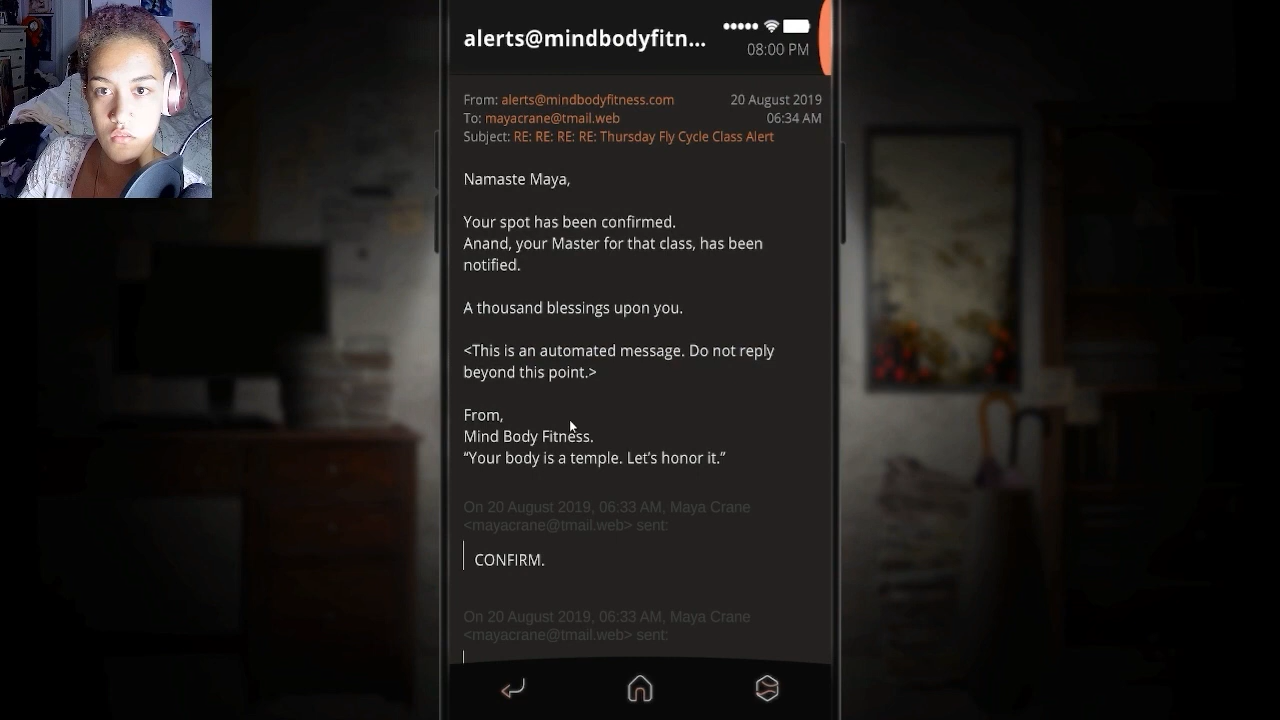 alerts@mindbodyfitn...
08:00 PM
From: alerts@mindbodyfitness.com
20 August 2019
To: mayacrane@tmail.web
06:34 AM
Subject: RE: RE: RE: RE: Thursday Fly Cycle Class Alert
Namaste Maya,
Your spot has been confirmed.
Anand, your Master for that class, has been
notified.
A thousand blessings upon you.
<This is an automated message. Do not reply
beyond this point.>
From,
Mind Body Fitness.
“Your body is a temple. Let’s honor it.”
On 20 August 2019, 06:33 AM, Maya Crane
<mayacrane@tmail.web> sent:
CONFIRM.
On 20 August 2019, 06:33 AM, Maya Crane
<mayacrane@tmail.web> sent: